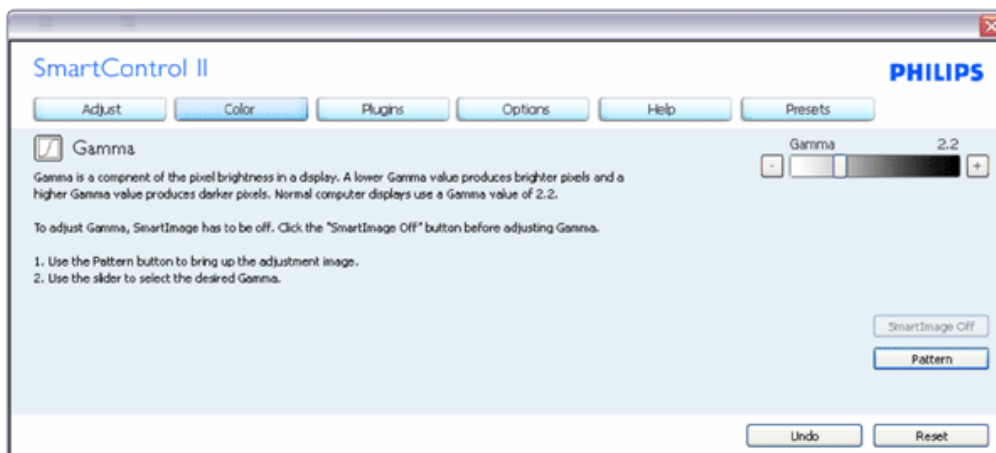 SmartControl II
PHILIPS
Adjust Color Plugins Options Help Presets
Gamma
Gamma 2.2
- +
Gamma is a compnent of the pixel brightness in a display. A lower Gamma value produces brighter pixels and a
higher Gamma value produces darker pixels. Normal computer displays use a Gamma value of 2.2.
To adjust Gamma, SmartImage has to be off. Click the "SmartImage Off" button before adjusting Gamma.
1. Use the Pattern button to bring up the adjustment image.
2. Use the slider to select the desired Gamma.
SmartImage Off
Pattern
Undo Reset